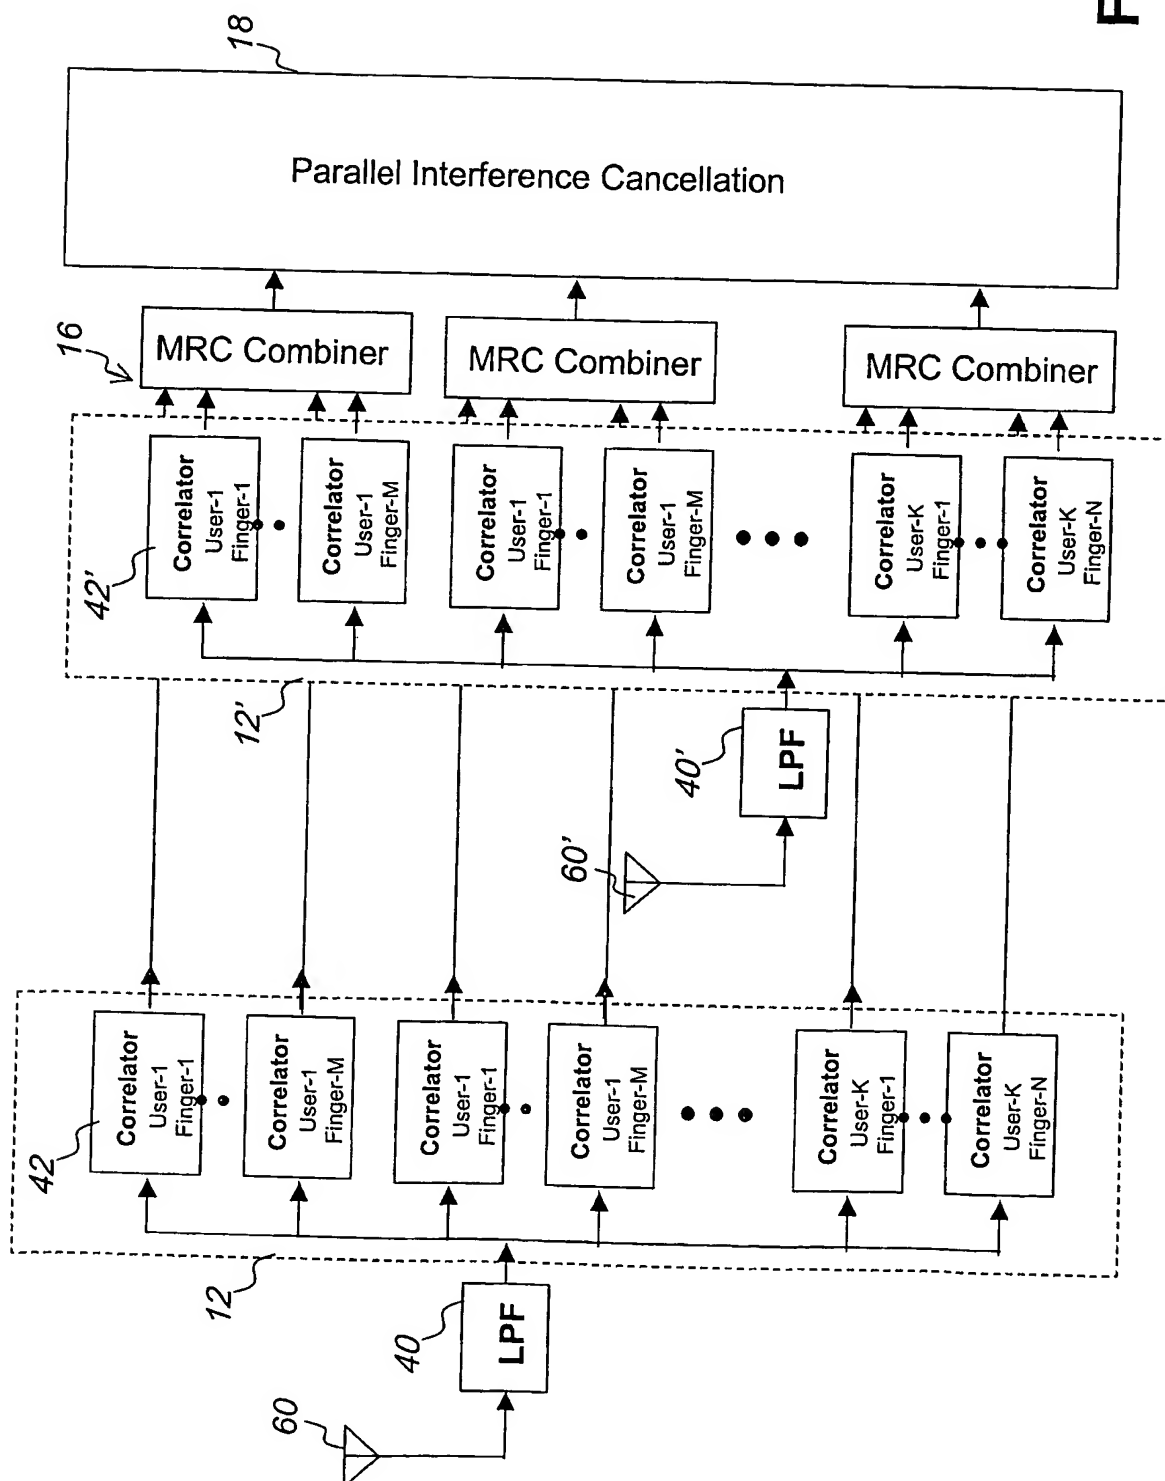 F
18
Parallel Interference Cancellation
16
MRC Combiner
MRC Combiner
MRC Combiner
42'
Correlator
User-1
Finger-1
Correlator
User-1
Finger-M
Correlator
User-1
Finger-1
Correlator
User-1
Finger-M
Correlator
User-K
Finger-1
Correlator
User-K
Finger-N
12'
40'
LPF
60'
42
Correlator
User-1
Finger-1
Correlator
User-1
Finger-M
Correlator
User-1
Finger-1
Correlator
User-1
Finger-M
Correlator
User-K
Finger-1
Correlator
User-K
Finger-N
12
40
LPF
60